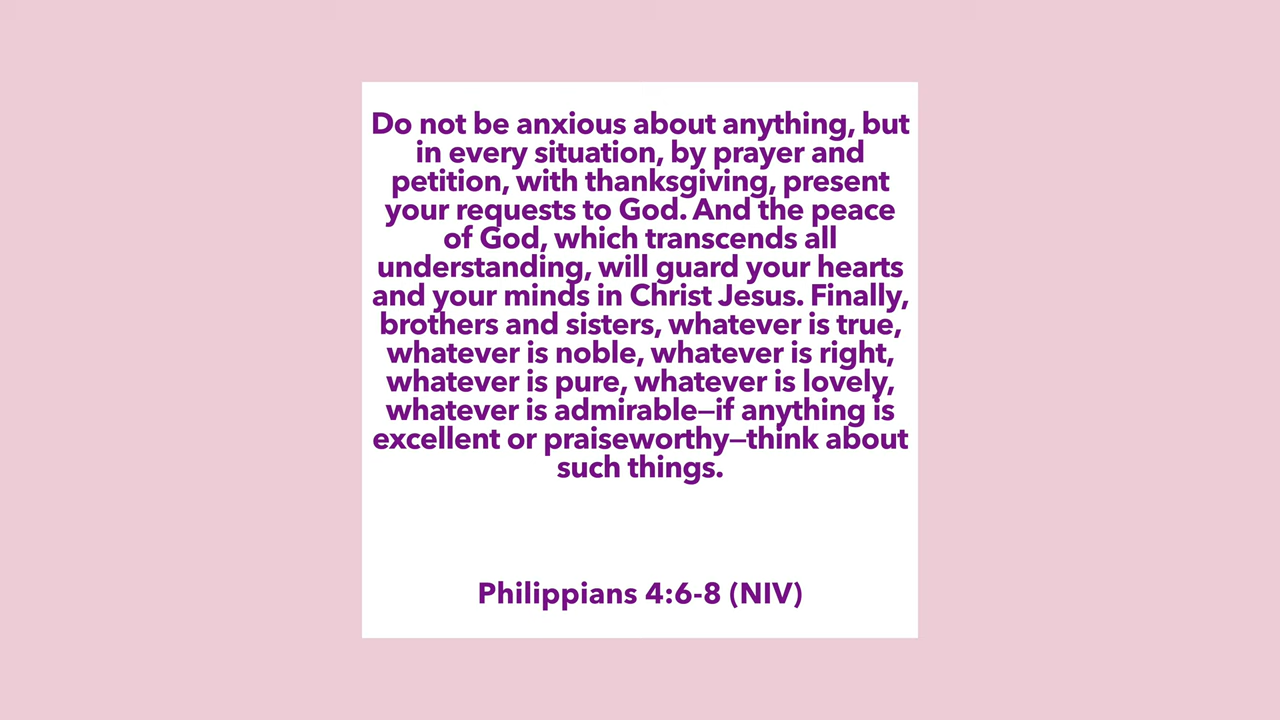 Do not be anxious about anything, but
in every situation, by prayer and
petition, with thanksgiving, present
your requests to God. And the peace
of God, which transcends all
understanding, will guard your hearts
and your minds in Christ Jesus. Finally,
brothers and sisters, whatever is true,
whatever is noble, whatever is right,
whatever is pure, whatever is lovely,
whatever is admirable—if anything is
excellent or praiseworthy—think about
such things.
Philippians 4:6-8 (NIV)